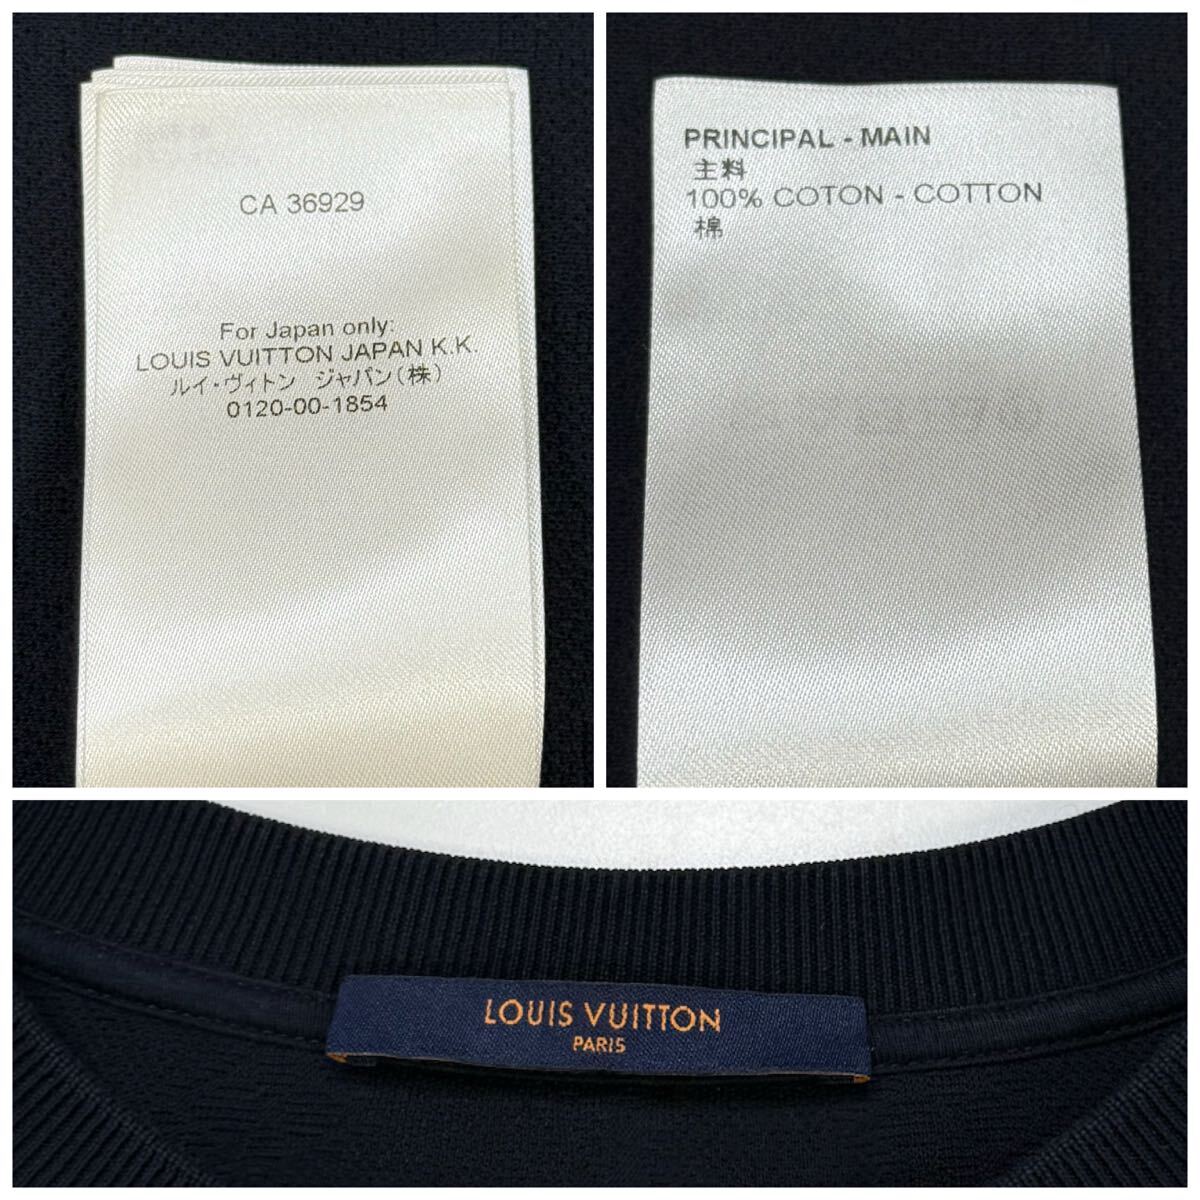 CA 36929
For Japan only:
LOUIS VUITTON JAPAN K.K.
ルイ・ヴィトン ジャパン(株)
0120-00-1854
PRINCIPAL - MAIN
主料
100% COTON - COTTON
棉
LOUIS VUITTON
PARIS